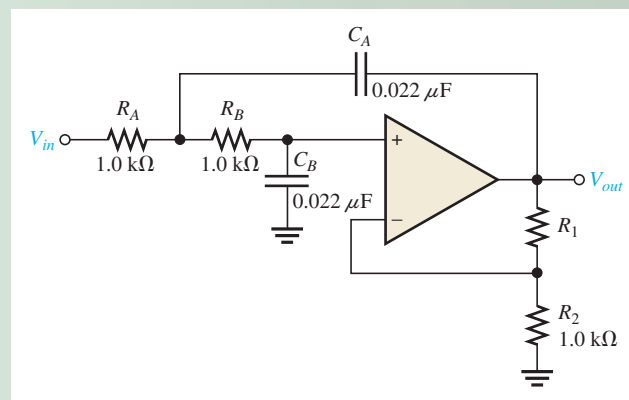 C_A
0.022 μF
R_A
R_B
V_in
+
V_out
1.0 kΩ
1.0 kΩ
C_B
0.022 μF
−
R_1
R_2
1.0 kΩ